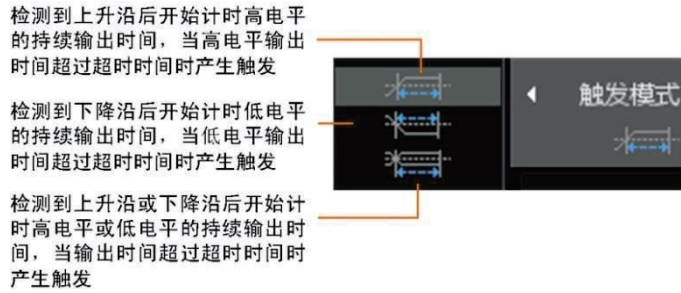 检测到上升沿后开始计时高电平
的持续输出时间，当高电平输出
时间超过超时时间时产生触发
检测到下降沿后开始计时低电平
的持续输出时间，当低电平输出
时间超过超时时间时产生触发
检测到上升沿或下降沿后开始计
时高电平或低电平的持续输出时
间，当输出时间超过超时时间时
产生触发
触发模式